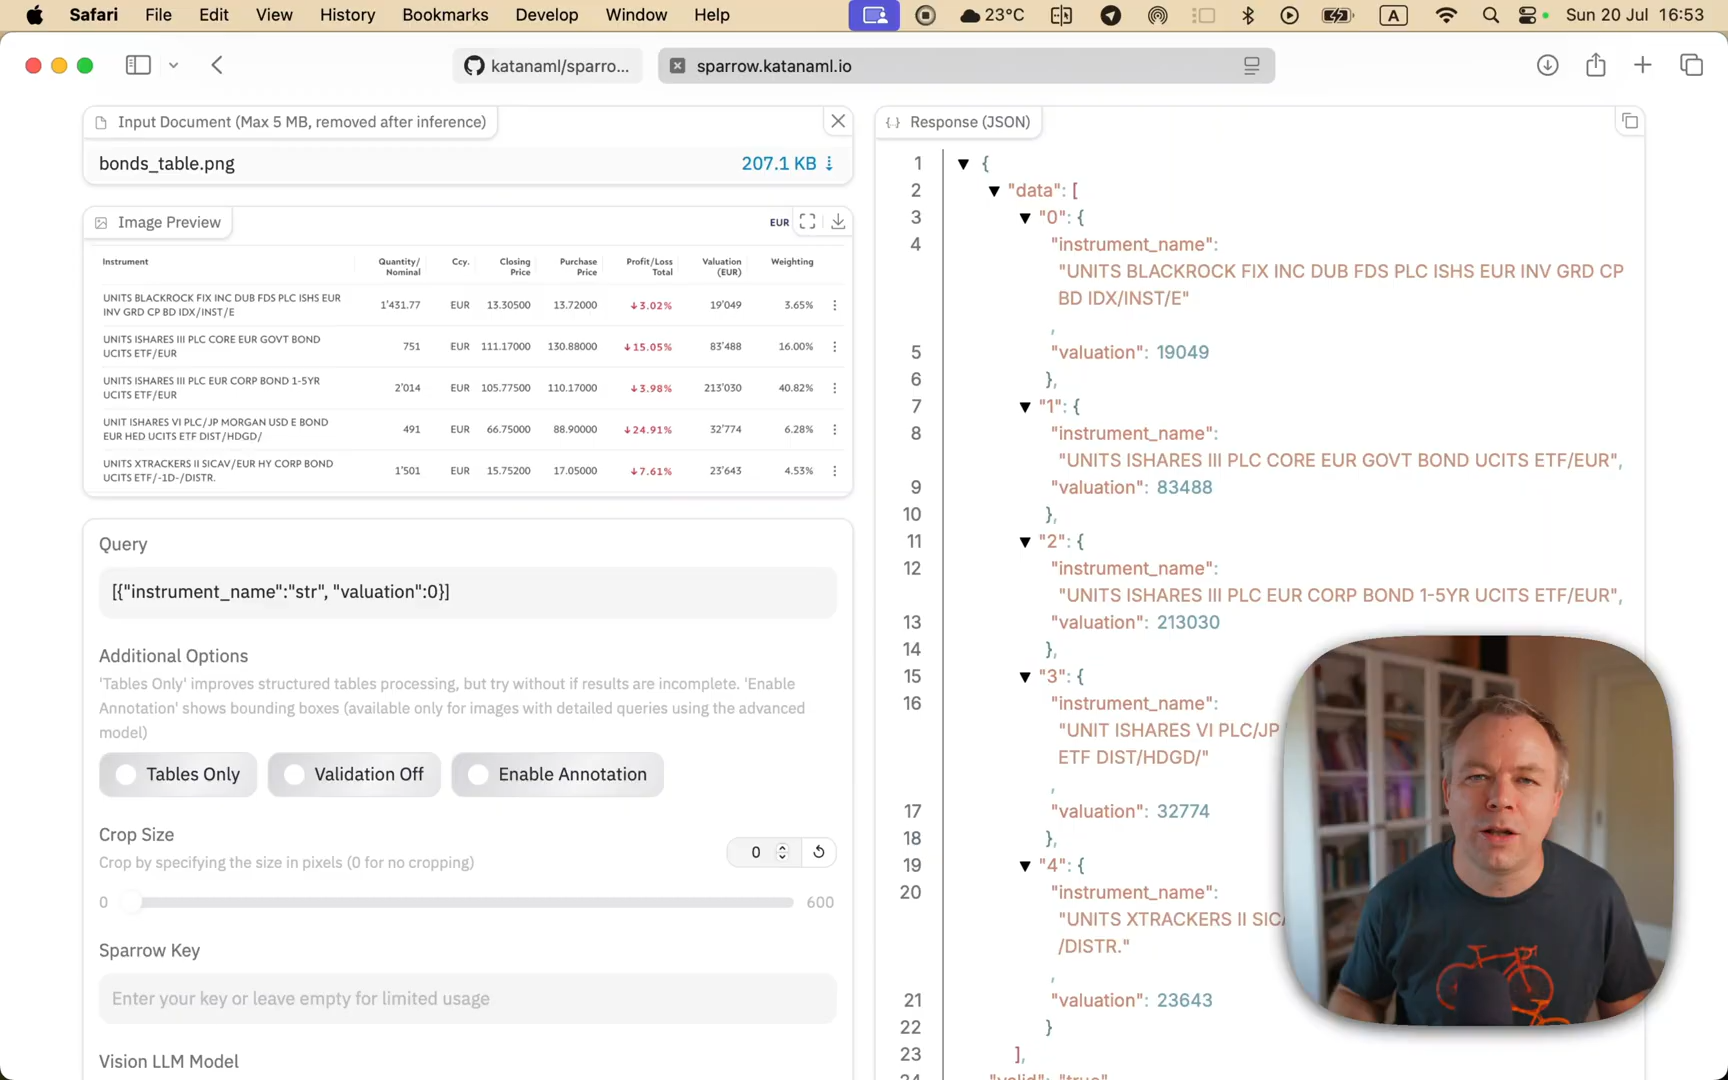 Safari File Edit View History Bookmarks Develop Window Help 23°C A Sun 20 Jul 16:53
katanaml/sparro... sparrow.katanaml.io
Input Document (Max 5 MB, removed after inference)
bonds_table.png 207.1 KB ↓
Image Preview EUR
Instrument Quantity/ Nominal Ccy. Closing Price Purchase Price Profit/Loss Total Valuation (EUR) Weighting
UNITS BLACKROCK FIX INC DUB FDS PLC ISHS EUR
INV GRD CP BD IDX/INST/E 1'431.77 EUR 13.30500 13.72000 ↓3.02% 19'049 3.65%
UNITS ISHARES III PLC CORE EUR GOVT BOND
UCITS ETF/EUR 751 EUR 111.17000 130.88000 ↓15.05% 83'488 16.00%
UNITS ISHARES III PLC EUR CORP BOND 1-5YR
UCITS ETF/EUR 2'014 EUR 105.77500 110.17000 ↓3.98% 213'030 40.82%
UNIT ISHARES VI PLC/JP MORGAN USD E BOND
EUR HED UCITS ETF DIST/HDGD/ 491 EUR 66.75000 88.90000 ↓24.91% 32'774 6.28%
UNITS XTRACKERS II SICAV/EUR HY CORP BOND
UCITS ETF/-1D-/DISTR. 1'501 EUR 15.75200 17.05000 ↓7.61% 23'643 4.53%
Query
[{"instrument_name":"str", "valuation":0}]
Additional Options
'Tables Only' improves structured tables processing, but try without if results are incomplete. 'Enable
Annotation' shows bounding boxes (available only for images with detailed queries using the advanced
model)
Tables Only Validation Off Enable Annotation
Crop Size
Crop by specifying the size in pixels (0 for no cropping) 0
0 600
Sparrow Key
Enter your key or leave empty for limited usage
Vision LLM Model
{..} Response (JSON)
1 {
2 "data": [
3 "0": {
4 "instrument_name":
"UNITS BLACKROCK FIX INC DUB FDS PLC ISHS EUR INV GRD CP
BD IDX/INST/E"
,
5 "valuation": 19049
6 },
7 "1": {
8 "instrument_name":
"UNITS ISHARES III PLC CORE EUR GOVT BOND UCITS ETF/EUR",
9 "valuation": 83488
10 },
11 "2": {
12 "instrument_name":
"UNITS ISHARES III PLC EUR CORP BOND 1-5YR UCITS ETF/EUR",
13 "valuation": 213030
14 },
15 "3": {
16 "instrument_name":
"UNIT ISHARES VI PLC/JP
ETF DIST/HDGD/"
,
17 "valuation": 32774
18 },
19 "4": {
20 "instrument_name":
"UNITS XTRACKERS II SICA
/DISTR."
,
21 "valuation": 23643
22 }
23 ],
24 "valid": "true"